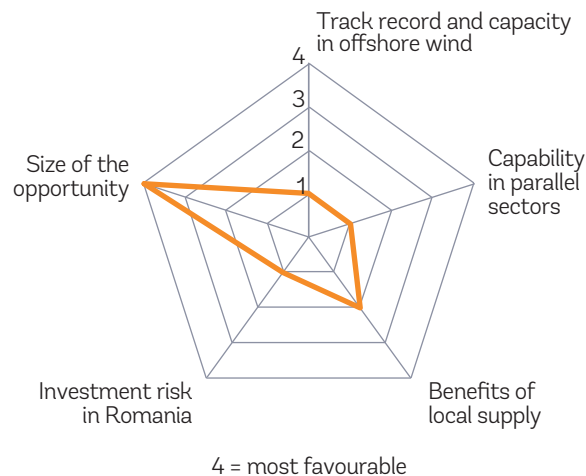 Track record and capacity
in offshore wind
4
3
2
1
Size of the
opportunity
Capability
in parallel
sectors
Investment risk
in Romania
Benefits of
local supply
4 = most favourable